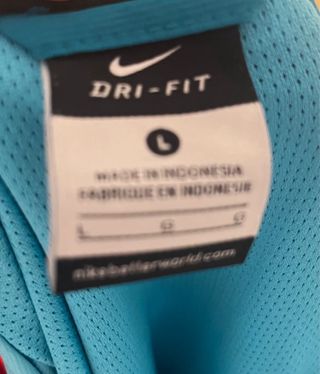 DRI-FIT
L
MADE IN INDONESIA
FABRIQUE EN INDONESIE
L G G
nikebetterworld.com